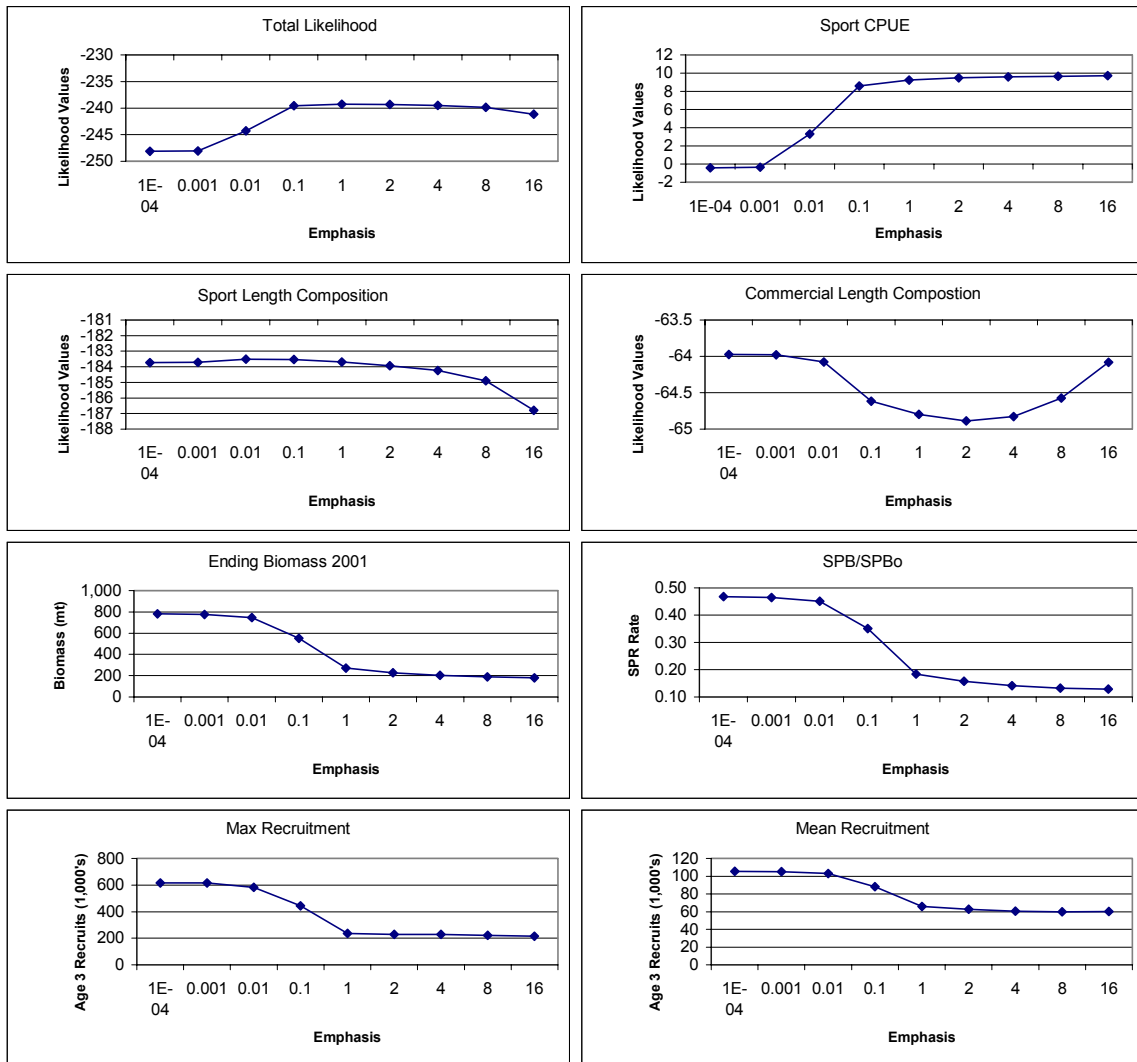 Total Likelihood
-230
-235
-240
-245
-250
Likelihood Values
1E-04 0.001 0.01 0.1 1 2 4 8 16
Emphasis
Sport CPUE
12
10
8
6
4
2
0
-2
Likelihood Values
1E-04 0.001 0.01 0.1 1 2 4 8 16
Emphasis
Sport Length Composition
-181
-182
-183
-184
-185
-186
-187
-188
Likelihood Values
1E-04 0.001 0.01 0.1 1 2 4 8 16
Emphasis
Commercial Length Compostion
-63.5
-64
-64.5
-65
Likelihood Values
1E-04 0.001 0.01 0.1 1 2 4 8 16
Emphasis
Ending Biomass 2001
1,000
800
600
400
200
0
Biomass (mt)
1E-04 0.001 0.01 0.1 1 2 4 8 16
Emphasis
SPB/SPBo
0.50
0.40
0.30
0.20
0.10
SPR Rate
1E-04 0.001 0.01 0.1 1 2 4 8 16
Emphasis
Max Recruitment
800
600
400
200
0
Age 3 Recruits (1,000's)
1E-04 0.001 0.01 0.1 1 2 4 8 16
Emphasis
Mean Recruitment
120
100
80
60
40
20
0
Age 3 Recruits (1,000's)
1E-04 0.001 0.01 0.1 1 2 4 8 16
Emphasis